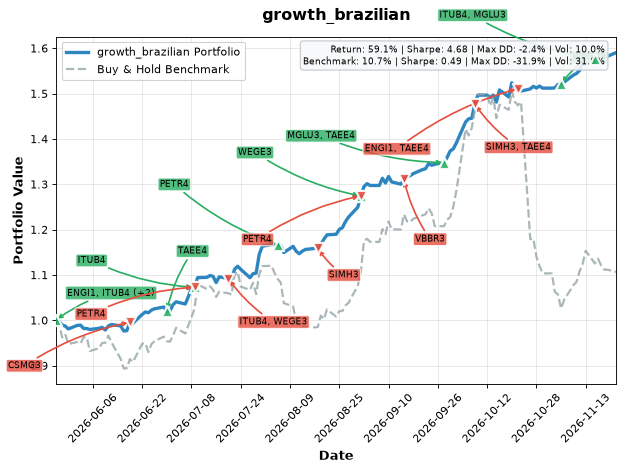 growth_brazilian
ITUB4, MGLU3
growth_brazilian Portfolio
Buy & Hold Benchmark
Return: 59.1% | Sharpe: 4.68 | Max DD: -2.4% | Vol: 10.0%
Benchmark: 10.7% | Sharpe: 0.49 | Max DD: -31.9% | Vol: 31.
1.6
1.5
1.4
1.3
1.2
1.1
1.0
Portfolio Value
MGLU3, TAEE4
ENGI1, TAEE4
SIMH3, TAEE4
WEGE3
PETR4
PETR4
VBBR3
TAEE4
ITUB4
SIMH3
ENGI1, ITUB4 (+2)
PETR4
ITUB4, WEGE3
CSMG3
2026-06-06
2026-06-22
2026-07-08
2026-07-24
2026-08-09
2026-08-25
2026-09-10
2026-09-26
2026-10-12
2026-10-28
2026-11-13
Date